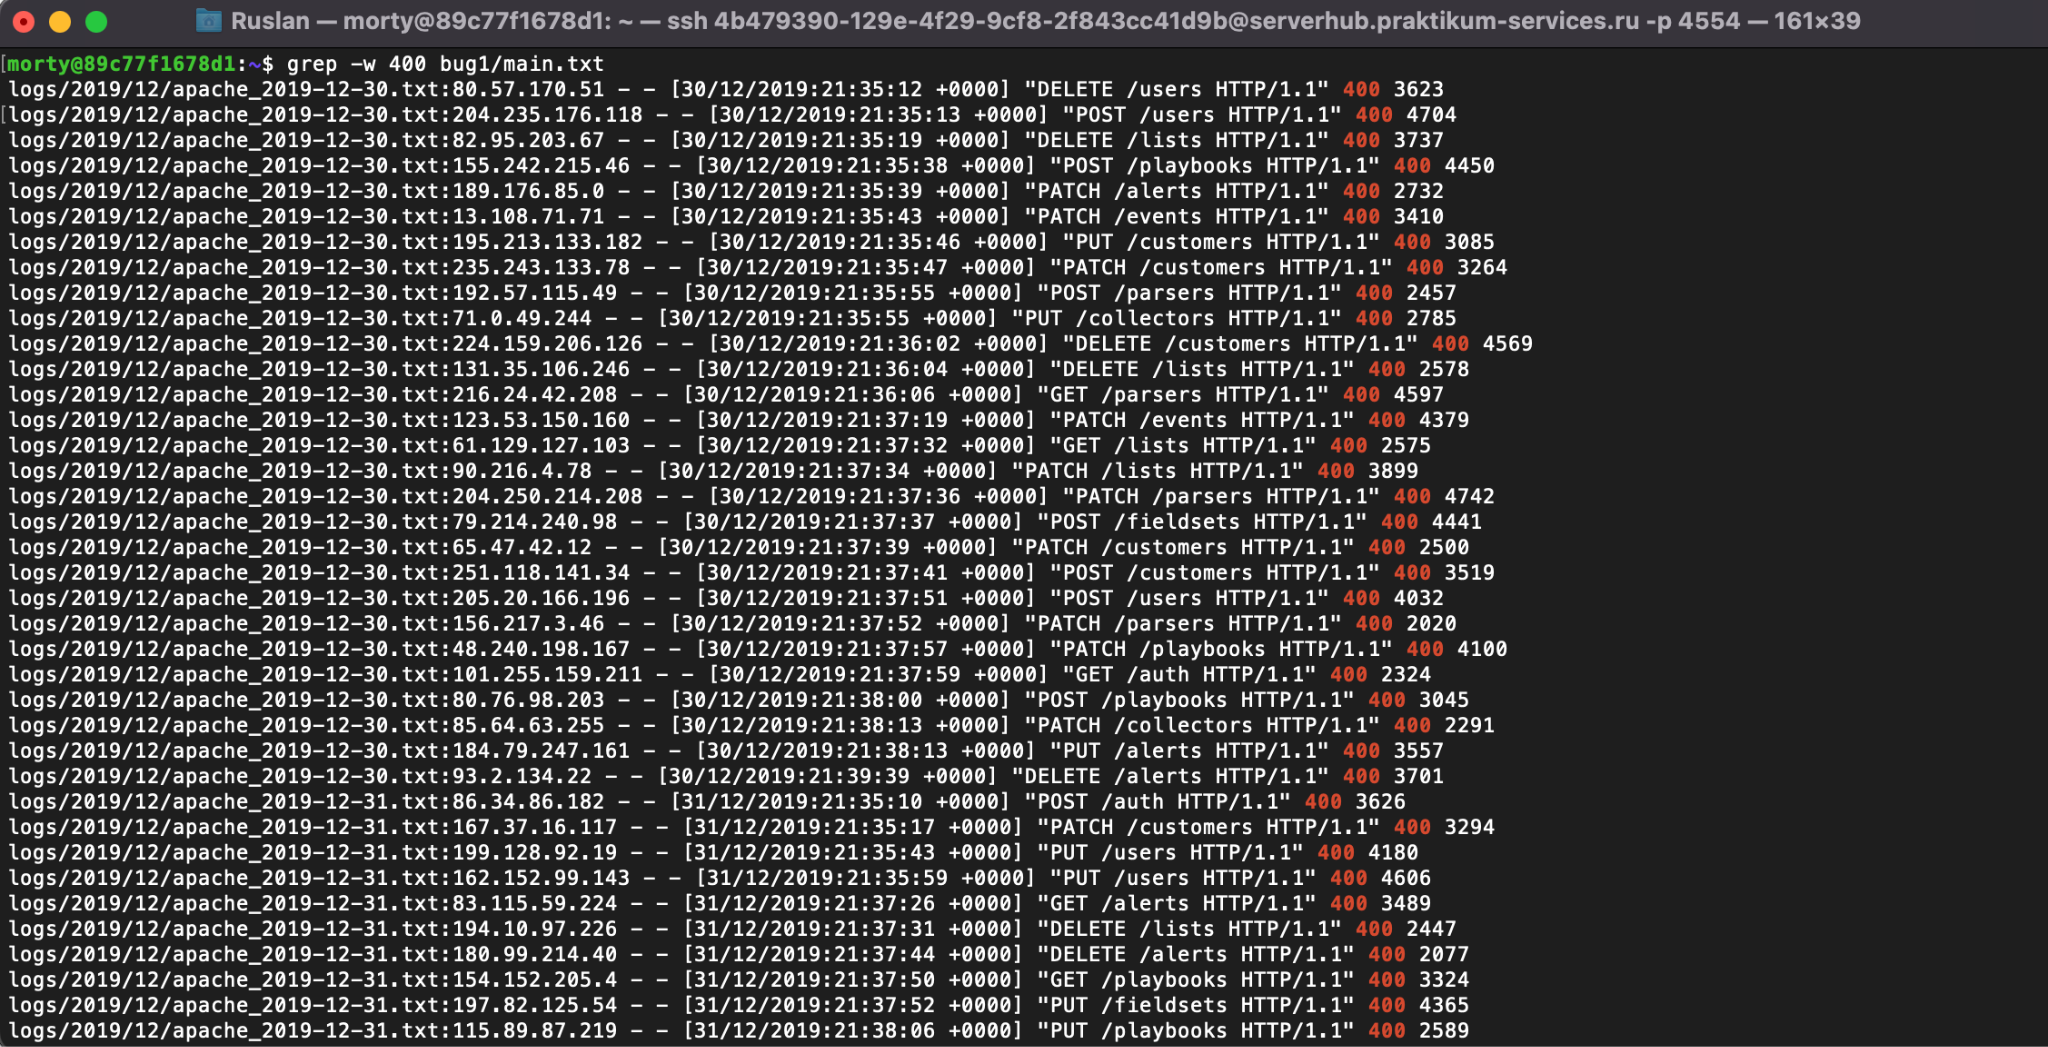 Ruslan — morty@89c77f1678d1: ~ — ssh 4b479390-129e-4f29-9cf8-2f843cc41d9b@serverhub.praktikum-services.ru -p 4554 — 161×39
[morty@89c77f1678d1:~$ grep -w 400 bug1/main.txt
logs/2019/12/apache_2019-12-30.txt:80.57.170.51 - - [30/12/2019:21:35:12 +0000] "DELETE /users HTTP/1.1" 400 3623
[logs/2019/12/apache_2019-12-30.txt:204.235.176.118 - - [30/12/2019:21:35:13 +0000] "POST /users HTTP/1.1" 400 4704
logs/2019/12/apache_2019-12-30.txt:82.95.203.67 - - [30/12/2019:21:35:19 +0000] "DELETE /lists HTTP/1.1" 400 3737
logs/2019/12/apache_2019-12-30.txt:155.242.215.46 - - [30/12/2019:21:35:38 +0000] "POST /playbooks HTTP/1.1" 400 4450
logs/2019/12/apache_2019-12-30.txt:189.176.85.0 - - [30/12/2019:21:35:39 +0000] "PATCH /alerts HTTP/1.1" 400 2732
logs/2019/12/apache_2019-12-30.txt:13.108.71.71 - - [30/12/2019:21:35:43 +0000] "PATCH /events HTTP/1.1" 400 3410
logs/2019/12/apache_2019-12-30.txt:195.213.133.182 - - [30/12/2019:21:35:46 +0000] "PUT /customers HTTP/1.1" 400 3085
logs/2019/12/apache_2019-12-30.txt:235.243.133.78 - - [30/12/2019:21:35:47 +0000] "PATCH /customers HTTP/1.1" 400 3264
logs/2019/12/apache_2019-12-30.txt:192.57.115.49 - - [30/12/2019:21:35:55 +0000] "POST /parsers HTTP/1.1" 400 2457
logs/2019/12/apache_2019-12-30.txt:71.0.49.244 - - [30/12/2019:21:35:55 +0000] "PUT /collectors HTTP/1.1" 400 2785
logs/2019/12/apache_2019-12-30.txt:224.159.206.126 - - [30/12/2019:21:36:02 +0000] "DELETE /customers HTTP/1.1" 400 4569
logs/2019/12/apache_2019-12-30.txt:131.35.106.246 - - [30/12/2019:21:36:04 +0000] "DELETE /lists HTTP/1.1" 400 2578
logs/2019/12/apache_2019-12-30.txt:216.24.42.208 - - [30/12/2019:21:36:06 +0000] "GET /parsers HTTP/1.1" 400 4597
logs/2019/12/apache_2019-12-30.txt:123.53.150.160 - - [30/12/2019:21:37:19 +0000] "PATCH /events HTTP/1.1" 400 4379
logs/2019/12/apache_2019-12-30.txt:61.129.127.103 - - [30/12/2019:21:37:32 +0000] "GET /lists HTTP/1.1" 400 2575
logs/2019/12/apache_2019-12-30.txt:90.216.4.78 - - [30/12/2019:21:37:34 +0000] "PATCH /lists HTTP/1.1" 400 3899
logs/2019/12/apache_2019-12-30.txt:204.250.214.208 - - [30/12/2019:21:37:36 +0000] "PATCH /parsers HTTP/1.1" 400 4742
logs/2019/12/apache_2019-12-30.txt:79.214.240.98 - - [30/12/2019:21:37:37 +0000] "POST /fieldsets HTTP/1.1" 400 4441
logs/2019/12/apache_2019-12-30.txt:65.47.42.12 - - [30/12/2019:21:37:39 +0000] "PATCH /customers HTTP/1.1" 400 2500
logs/2019/12/apache_2019-12-30.txt:251.118.141.34 - - [30/12/2019:21:37:41 +0000] "POST /customers HTTP/1.1" 400 3519
logs/2019/12/apache_2019-12-30.txt:205.20.166.196 - - [30/12/2019:21:37:51 +0000] "POST /users HTTP/1.1" 400 4032
logs/2019/12/apache_2019-12-30.txt:156.217.3.46 - - [30/12/2019:21:37:52 +0000] "PATCH /parsers HTTP/1.1" 400 2020
logs/2019/12/apache_2019-12-30.txt:48.240.198.167 - - [30/12/2019:21:37:57 +0000] "PATCH /playbooks HTTP/1.1" 400 4100
logs/2019/12/apache_2019-12-30.txt:101.255.159.211 - - [30/12/2019:21:37:59 +0000] "GET /auth HTTP/1.1" 400 2324
logs/2019/12/apache_2019-12-30.txt:80.76.98.203 - - [30/12/2019:21:38:00 +0000] "POST /playbooks HTTP/1.1" 400 3045
logs/2019/12/apache_2019-12-30.txt:85.64.63.255 - - [30/12/2019:21:38:13 +0000] "PATCH /collectors HTTP/1.1" 400 2291
logs/2019/12/apache_2019-12-30.txt:184.79.247.161 - - [30/12/2019:21:38:13 +0000] "PUT /alerts HTTP/1.1" 400 3557
logs/2019/12/apache_2019-12-30.txt:93.2.134.22 - - [30/12/2019:21:39:39 +0000] "DELETE /alerts HTTP/1.1" 400 3701
logs/2019/12/apache_2019-12-31.txt:86.34.86.182 - - [31/12/2019:21:35:10 +0000] "POST /auth HTTP/1.1" 400 3626
logs/2019/12/apache_2019-12-31.txt:167.37.16.117 - - [31/12/2019:21:35:17 +0000] "PATCH /customers HTTP/1.1" 400 3294
logs/2019/12/apache_2019-12-31.txt:199.128.92.19 - - [31/12/2019:21:35:43 +0000] "PUT /users HTTP/1.1" 400 4180
logs/2019/12/apache_2019-12-31.txt:162.152.99.143 - - [31/12/2019:21:35:59 +0000] "PUT /users HTTP/1.1" 400 4606
logs/2019/12/apache_2019-12-31.txt:83.115.59.224 - - [31/12/2019:21:37:26 +0000] "GET /alerts HTTP/1.1" 400 3489
logs/2019/12/apache_2019-12-31.txt:194.10.97.226 - - [31/12/2019:21:37:31 +0000] "DELETE /lists HTTP/1.1" 400 2447
logs/2019/12/apache_2019-12-31.txt:180.99.214.40 - - [31/12/2019:21:37:44 +0000] "DELETE /alerts HTTP/1.1" 400 2077
logs/2019/12/apache_2019-12-31.txt:154.152.205.4 - - [31/12/2019:21:37:50 +0000] "GET /playbooks HTTP/1.1" 400 3324
logs/2019/12/apache_2019-12-31.txt:197.82.125.54 - - [31/12/2019:21:37:52 +0000] "PUT /fieldsets HTTP/1.1" 400 4365
logs/2019/12/apache_2019-12-31.txt:115.89.87.219 - - [31/12/2019:21:38:06 +0000] "PUT /playbooks HTTP/1.1" 400 2589